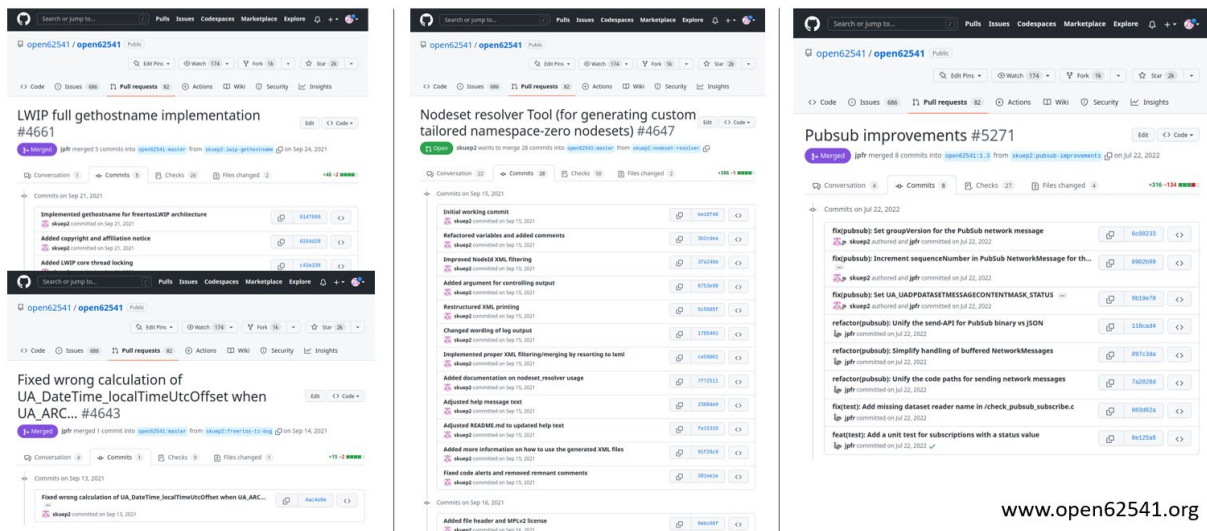 Search or jump to... / Pulls Issues Codespaces Marketplace Explore
open62541 / open62541 Public
Edit Pins Watch 174 Fork 1k Star 2k
Code Issues 686 Pull requests 82 Actions Wiki Security Insights
LWIP full gethostname implementation
#4661
Edit Code
Merged jpfr merged 5 commits into open62541:master from skuep2:lwip-gethostname on Sep 24, 2021
Conversation 1 Commits 5 Checks 26 Files changed 2 +48 -2
Commits on Sep 21, 2021
Implemented gethostname for freertosLWIP architecture
skuep2 committed on Sep 21, 2021
Added copyright and affiliation notice
skuep2 committed on Sep 21, 2021
Added LWIP core thread locking
Search or jump to... / Pulls Issues Codespaces Marketplace Explore
open62541 / open62541 Public
Edit Pins Watch 174 Fork 1k Star 2k
Code Issues 686 Pull requests 82 Actions Wiki Security Insights
Fixed wrong calculation of
UA_DateTime_localTimeUtcOffset when
UA_ARC... #4643
Edit Code
Merged jpfr merged 1 commit into open62541:master from skuep2:freertos-tz-bug on Sep 14, 2021
Conversation 4 Commits 1 Checks Files changed 1 +15 -2
Commits on Sep 13, 2021
Fixed wrong calculation of UA_DateTime_localTimeUtcOffset when UA_ARC...
skuep2 committed on Sep 13, 2021
Search or jump to... / Pulls Issues Codespaces Marketplace Explore
open62541 / open62541 Public
Edit Pins Watch 174 Fork 1k Star 2k
Code Issues 686 Pull requests 82 Actions Wiki Security Insights
Nodeset resolver Tool (for generating custom
tailored namespace-zero nodesets) #4647
Edit Code
Open skuep2 wants to merge 28 commits into open62541:master from skuep2:nodeset-resolver
Conversation 22 Commits 28 Checks Files changed 2
Commits on Sep 15, 2021
Initial working commit
skuep2 committed on Sep 15, 2021
Refactored variables and added comments
skuep2 committed on Sep 15, 2021
Improved NodeId XML filtering
skuep2 committed on Sep 15, 2021
Added argument for controlling output
skuep2 committed on Sep 15, 2021
Restructured XML printing
skuep2 committed on Sep 15, 2021
Changed wording of log output
skuep2 committed on Sep 15, 2021
Implemented proper XML filtering/merging by resorting to lxml
skuep2 committed on Sep 15, 2021
Added documentation on nodeset_resolver usage
skuep2 committed on Sep 15, 2021
Adjusted help message text
skuep2 committed on Sep 15, 2021
Adjusted README.md to updated help text
skuep2 committed on Sep 15, 2021
Added more information on how to use the generated XML files
skuep2 committed on Sep 15, 2021
Fixed code alerts and removed remnant comments
skuep2 committed on Sep 15, 2021
Commits on Sep 16, 2021
Added file header and MPLv2 license
skuep2 committed on Sep 16, 2021
Search or jump to... / Pulls Issues Codespaces Marketplace Explore
open62541 / open62541 Public
Edit Pins Watch 174 Fork 1k Star 2k
Code Issues 686 Pull requests 82 Actions Wiki Security Insights
Pubsub improvements #5271
Edit Code
Merged jpfr merged 8 commits into open62541:1.3 from skuep2:pubsub-improvements on Jul 22, 2022
Conversation 4 Commits 8 Checks 27 Files changed 4 +316 -134
Commits on Jul 22, 2022
fix(pubsub): Set groupVersion for the PubSub network message
skuep2 authored and jpfr committed on Jul 22, 2022
fix(pubsub): Increment sequenceNumber in PubSub NetworkMessage for th...
skuep2 authored and jpfr committed on Jul 22, 2022
fix(pubsub): Set UA_UADPDATASETMESSAGECONTENTMASK_STATUS ...
skuep2 authored and jpfr committed on Jul 22, 2022
refactor(pubsub): Unify the send-API for PubSub binary vs JSON
jpfr committed on Jul 22, 2022
refactor(pubsub): Simplify handling of buffered NetworkMessages
jpfr committed on Jul 22, 2022
refactor(pubsub): Unify the code paths for sending network messages
jpfr committed on Jul 22, 2022
fix(test): Add missing dataset reader name in /check_pubsub_subscribe.c
jpfr committed on Jul 22, 2022
feat(test): Add a unit test for subscriptions with a status value
jpfr committed on Jul 22, 2022
www.open62541.org